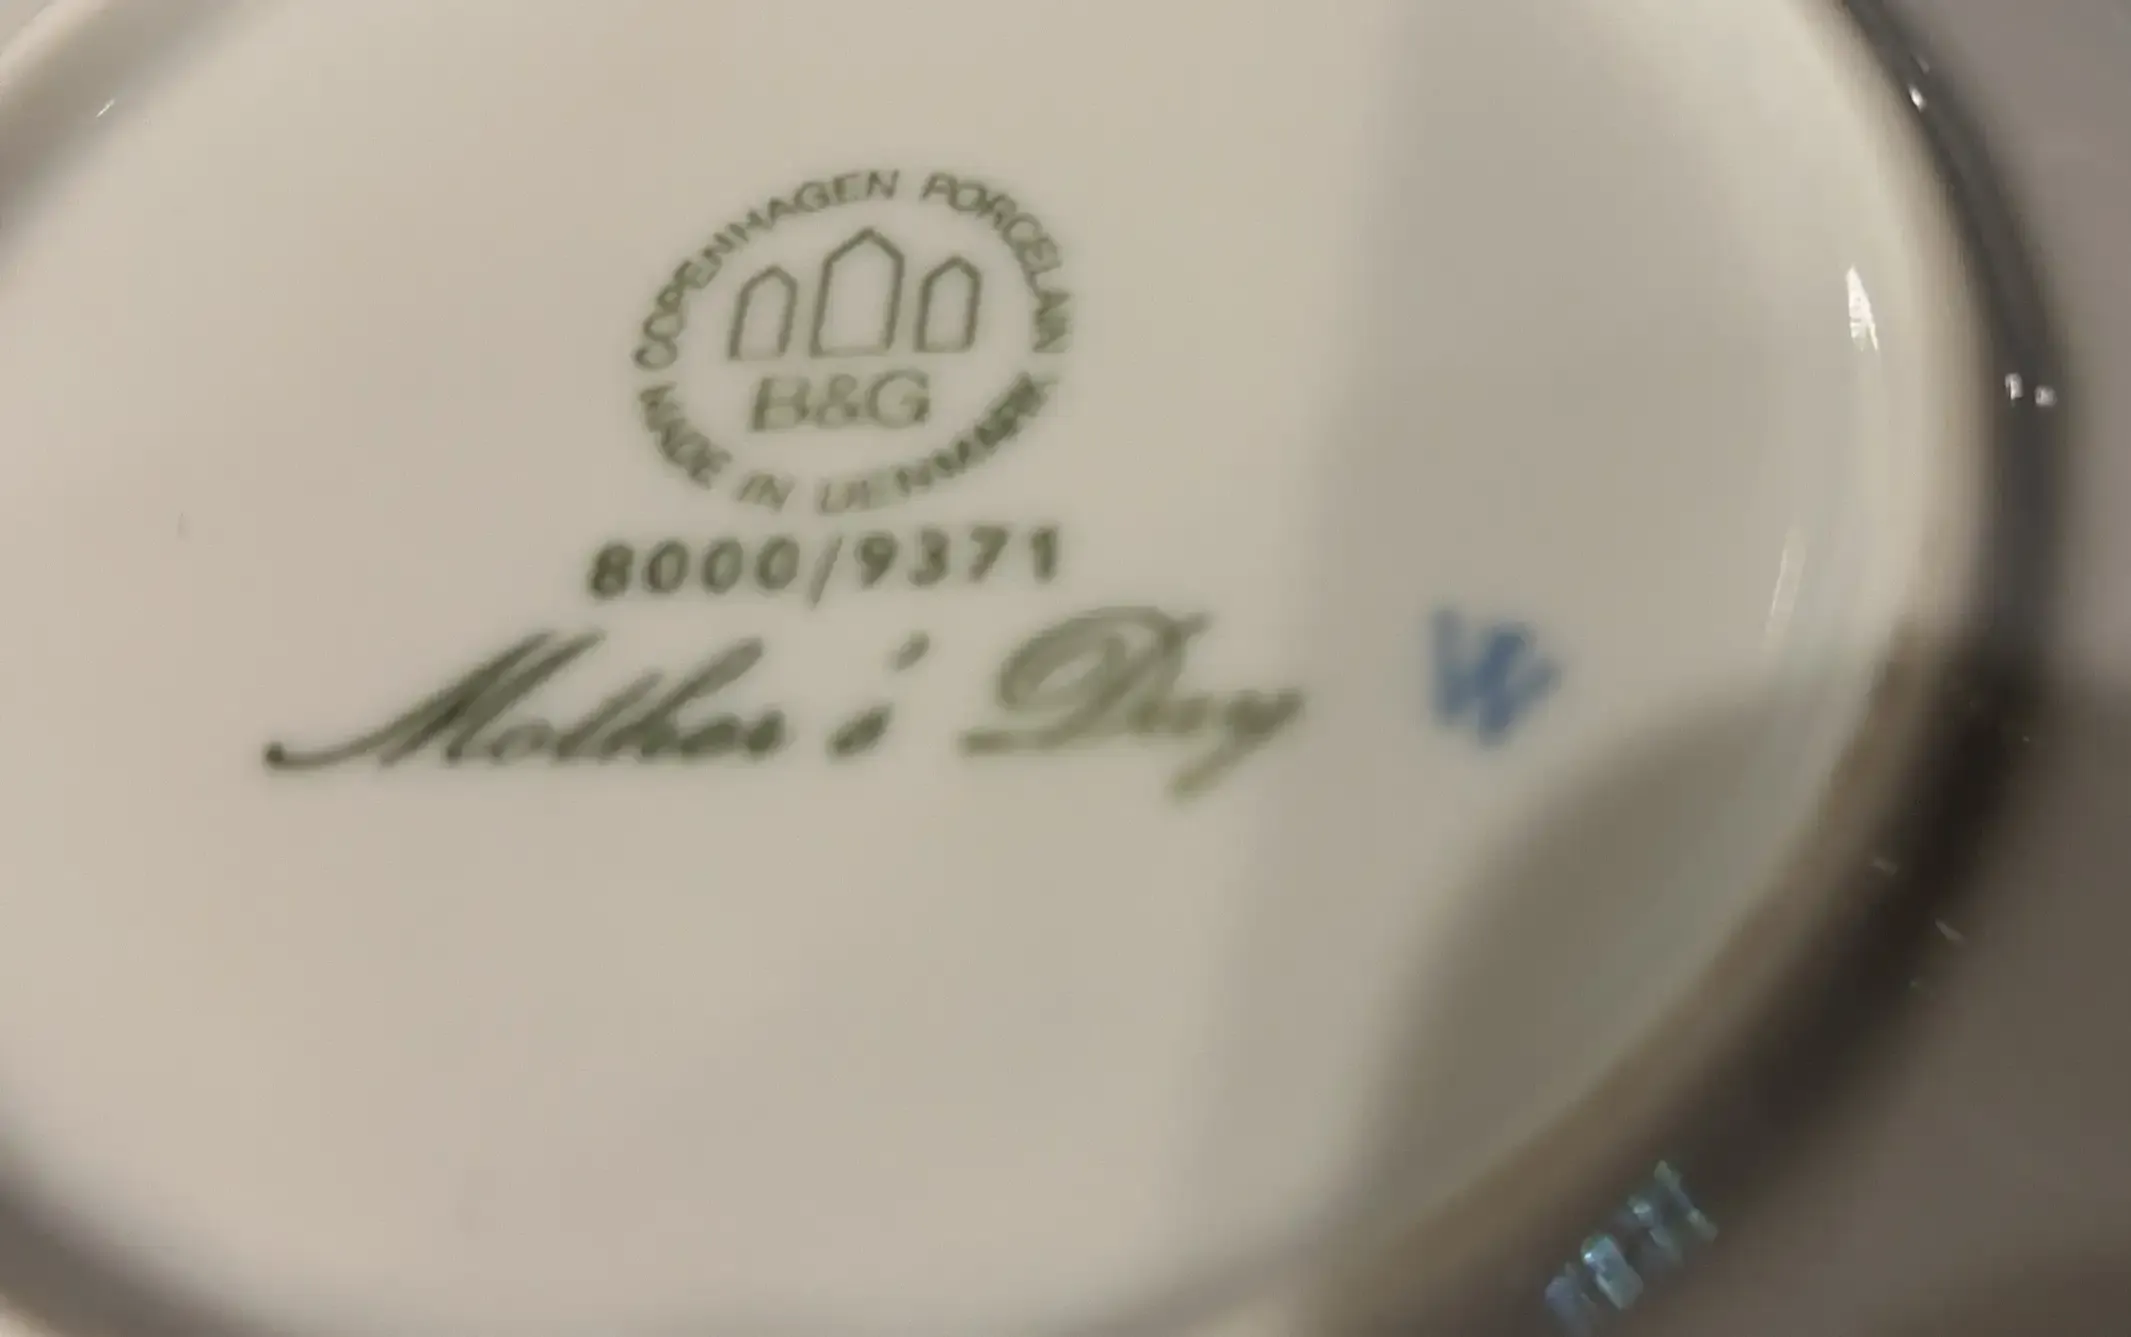 COPENHAGEN PORCELAIN
B&G
MADE IN DENMARK
8000/9371
Mother's Day
W